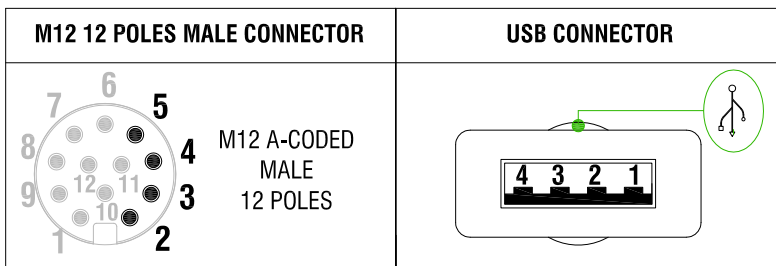 M12 12 POLES MALE CONNECTOR
USB CONNECTOR
6
7
5
8
4
M12 A-CODED
MALE
12 POLES
12
11
9
3
10
1
2
4 3 2 1